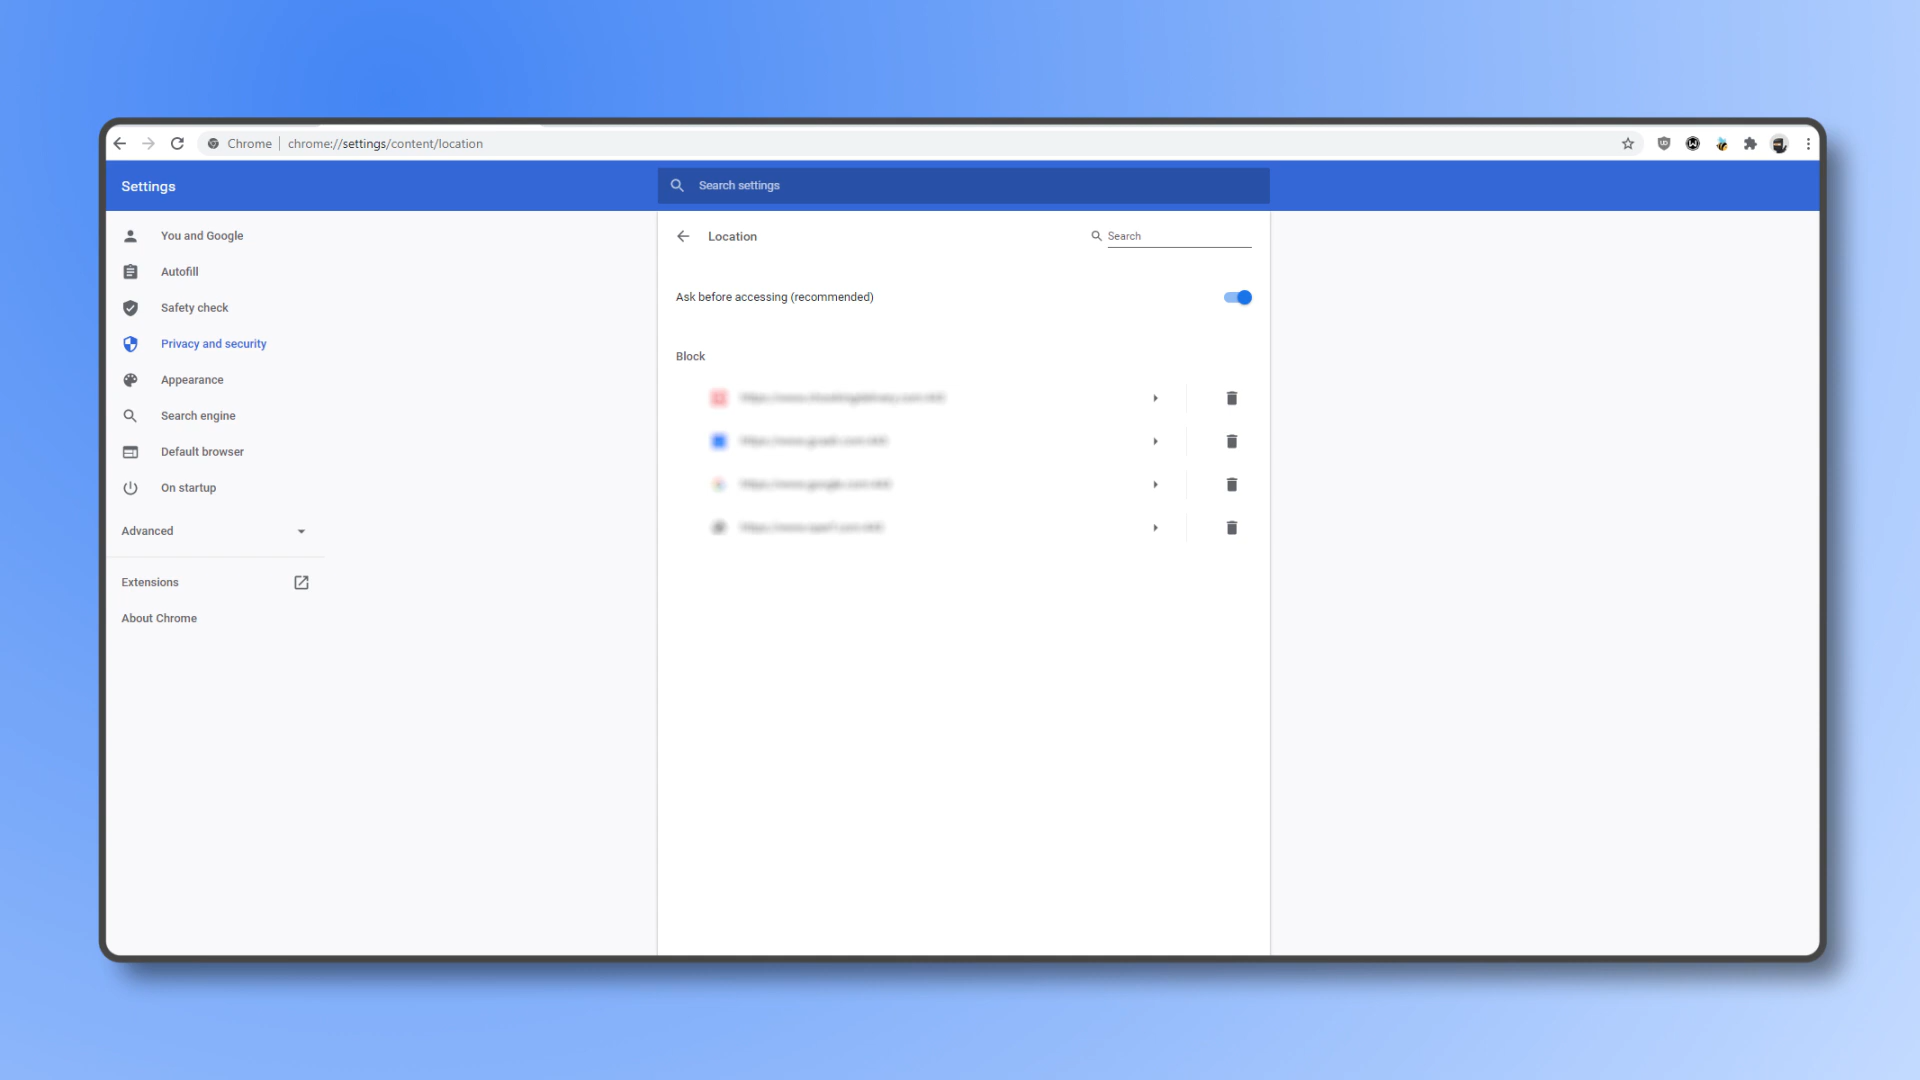 Chrome
chrome://settings/content/location
Settings
Search settings
You and Google
Autofill
Safety check
Privacy and security
Appearance
Search engine
Default browser
On startup
Advanced
Extensions
About Chrome
Location
Search
Ask before accessing (recommended)
Block